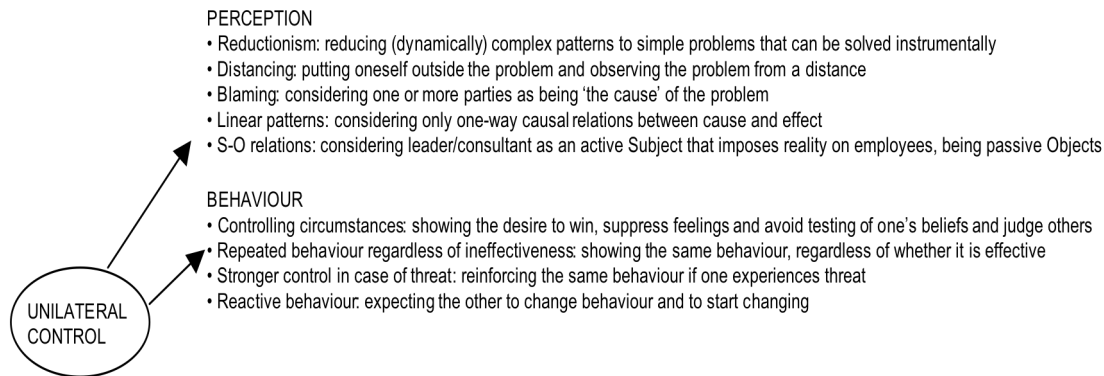 PERCEPTION
• Reductionism: reducing (dynamically) complex patterns to simple problems that can be solved instrumentally
• Distancing: putting oneself outside the problem and observing the problem from a distance
• Blaming: considering one or more parties as being ‘the cause’ of the problem
• Linear patterns: considering only one-way causal relations between cause and effect
• S-O relations: considering leader/consultant as an active Subject that imposes reality on employees, being passive Objects
BEHAVIOUR
• Controlling circumstances: showing the desire to win, suppress feelings and avoid testing of one’s beliefs and judge others
• Repeated behaviour regardless of ineffectiveness: showing the same behaviour, regardless of whether it is effective
• Stronger control in case of threat: reinforcing the same behaviour if one experiences threat
• Reactive behaviour: expecting the other to change behaviour and to start changing
UNILATERAL
CONTROL